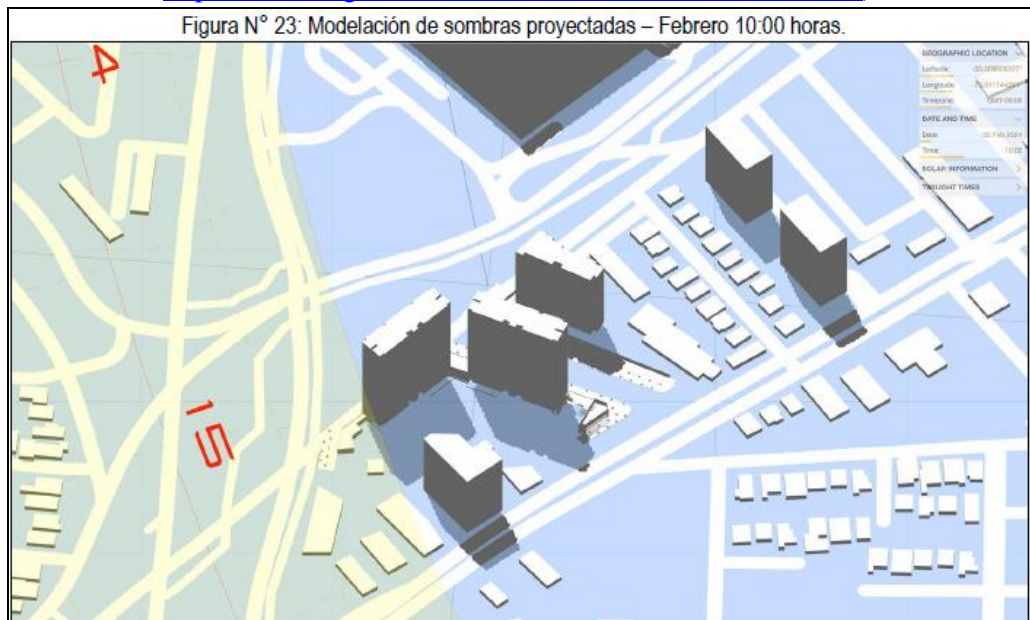 Figura N° 23: Modelación de sombras proyectadas – Febrero 10:00 horas.
GEOGRAPHIC LOCATION
Latitude:
Longitude:
Timezone:
DATE AND TIME
Date:
Time: 10:00
SOLAR INFORMATION
TWILIGHT TIMES
4
15